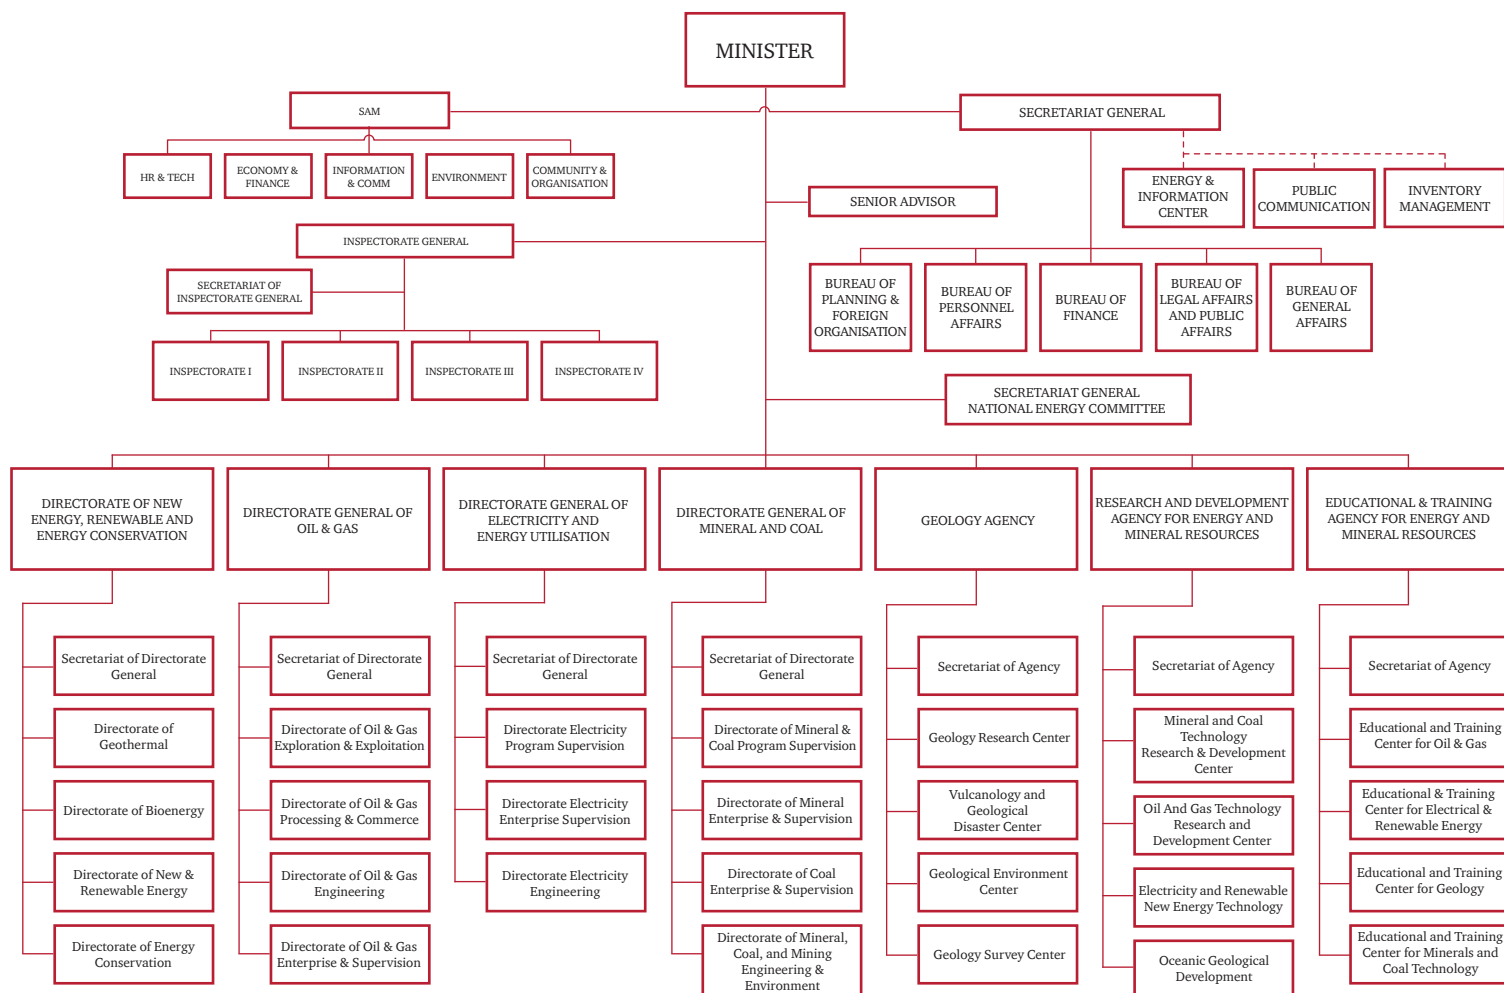 MINISTER
SAM
SECRETARIAT GENERAL
HR & TECH
ECONOMY &
FINANCE
INFORMATION
& COMM
ENVIRONMENT
COMMUNITY &
ORGANISATION
ENERGY &
INFORMATION
CENTER
PUBLIC
COMMUNICATION
INVENTORY
MANAGEMENT
SENIOR ADVISOR
INSPECTORATE GENERAL
SECRETARIAT OF
INSPECTORATE GENERAL
BUREAU OF
PLANNING &
FOREIGN
ORGANISATION
BUREAU OF
PERSONNEL
AFFAIRS
BUREAU OF
FINANCE
BUREAU OF
LEGAL AFFAIRS
AND PUBLIC
AFFAIRS
BUREAU OF
GENERAL
AFFAIRS
INSPECTORATE I
INSPECTORATE II
INSPECTORATE III
INSPECTORATE IV
SECRETARIAT GENERAL
NATIONAL ENERGY COMMITTEE
DIRECTORATE OF NEW
ENERGY, RENEWABLE AND
ENERGY CONSERVATION
DIRECTORATE GENERAL OF
OIL & GAS
DIRECTORATE GENERAL OF
ELECTRICITY AND
ENERGY UTILISATION
DIRECTORATE GENERAL OF
MINERAL AND COAL
GEOLOGY AGENCY
RESEARCH AND DEVELOPMENT
AGENCY FOR ENERGY AND
MINERAL RESOURCES
EDUCATIONAL & TRAINING
AGENCY FOR ENERGY AND
MINERAL RESOURCES
Secretariat of Directorate
General
Directorate of
Geothermal
Directorate of Bioenergy
Directorate of New &
Renewable Energy
Directorate of Energy
Conservation
Secretariat of Directorate
General
Directorate of Oil & Gas
Exploration & Exploitation
Directorate of Oil & Gas
Processing & Commerce
Directorate of Oil & Gas
Engineering
Directorate of Oil & Gas
Enterprise & Supervision
Secretariat of Directorate
General
Directorate Electricity
Program Supervision
Directorate Electricity
Enterprise Supervision
Directorate Electricity
Engineering
Secretariat of Directorate
General
Directorate of Mineral &
Coal Program Supervision
Directorate of Mineral
Enterprise & Supervision
Directorate of Coal
Enterprise & Supervision
Directorate of Mineral,
Coal, and Mining
Engineering &
Environment
Secretariat of Agency
Geology Research Center
Vulcanology and
Geological
Disaster Center
Geological Environment
Center
Geology Survey Center
Secretariat of Agency
Mineral and Coal
Technology
Research & Development
Center
Oil And Gas Technology
Research and
Development Center
Electricity and Renewable
New Energy Technology
Oceanic Geological
Development
Secretariat of Agency
Educational and Training
Center for Oil & Gas
Educational & Training
Center for Electrical &
Renewable Energy
Educational and Training
Center for Geology
Educational and Training
Center for Minerals and
Coal Technology